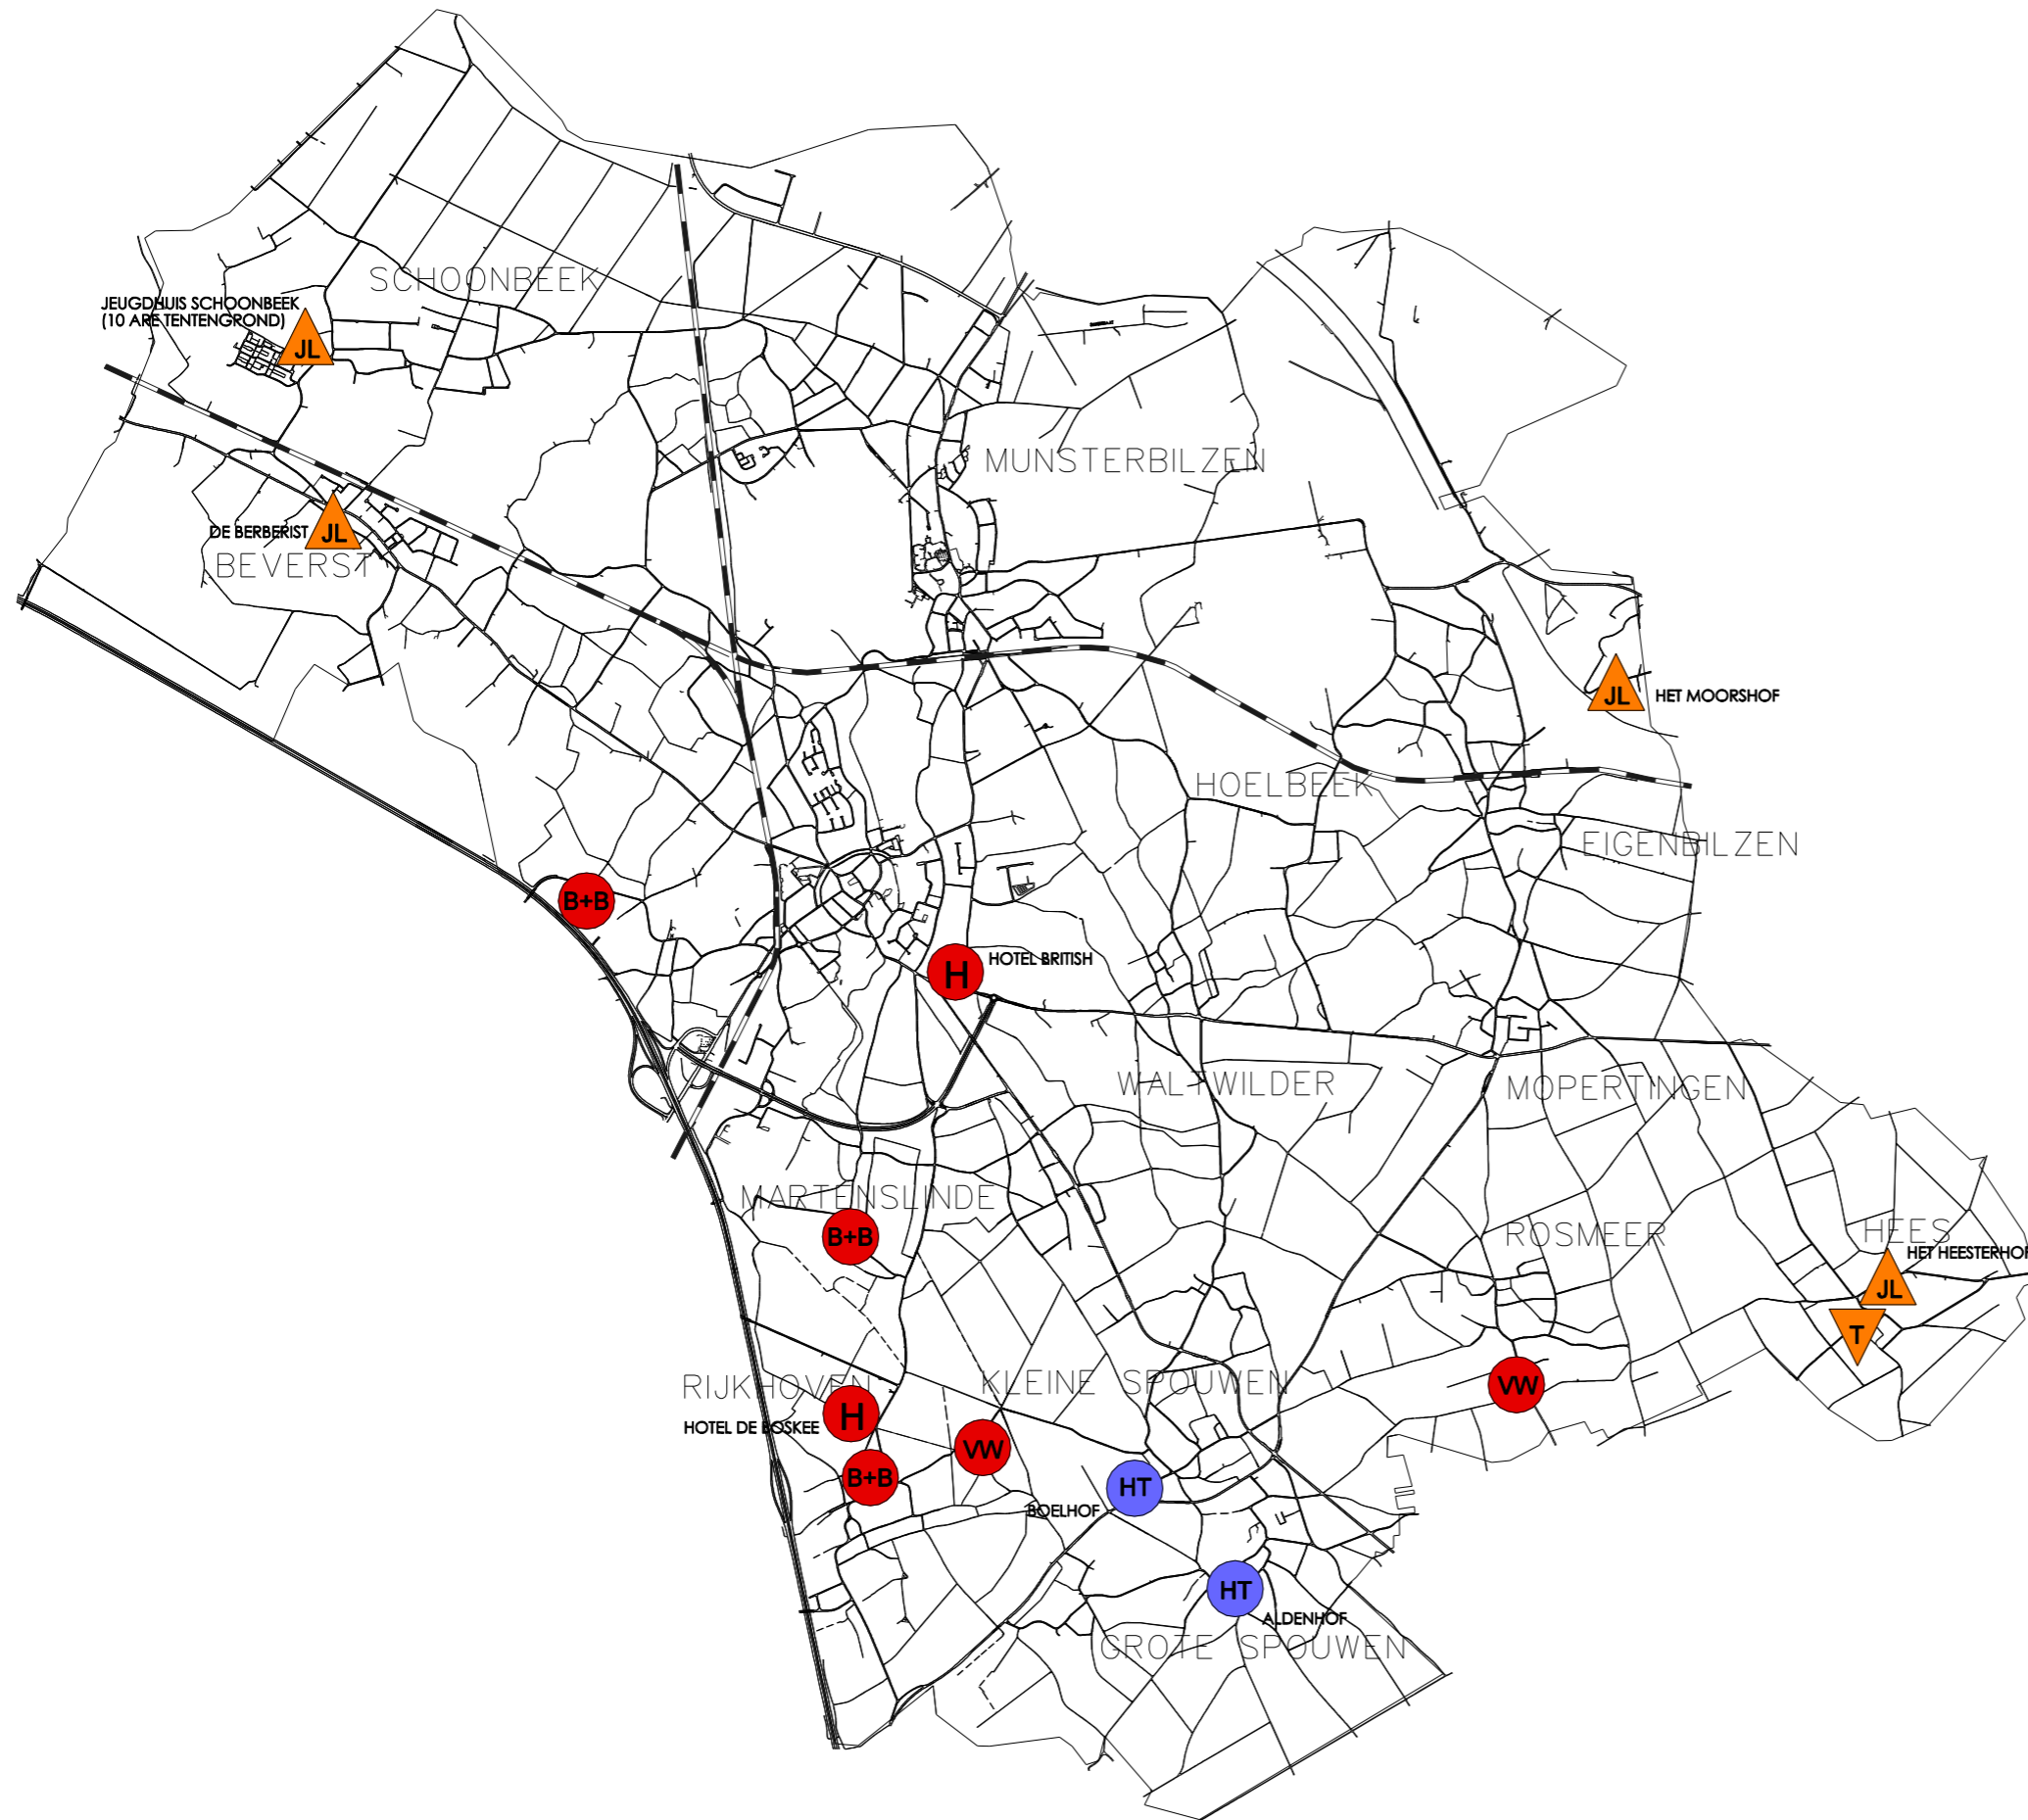 SCHOONBEEK
JEUGDHUIS SCHOONBEEK
(10 ARE TENTENGROND)
JL
MUNSTERBILZEN
DE BERBERIST
JL
BEVERST
JL
HET MOORSHOF
HOELBEEK
EIGENBILZEN
B+B
H
HOTEL BRITISH
WALTWILDER
MOPERTINGEN
MARTENSLINDE
B+B
ROSMEER
HEES
HET HEESTERHOF
JL
T
RIJKHOVEN
KLEINE SPOUWEN
VW
H
HOTEL DE BOSKEE
VW
B+B
HT
BOELHOF
HT
ALDENHOF
GROTE SPOUWEN